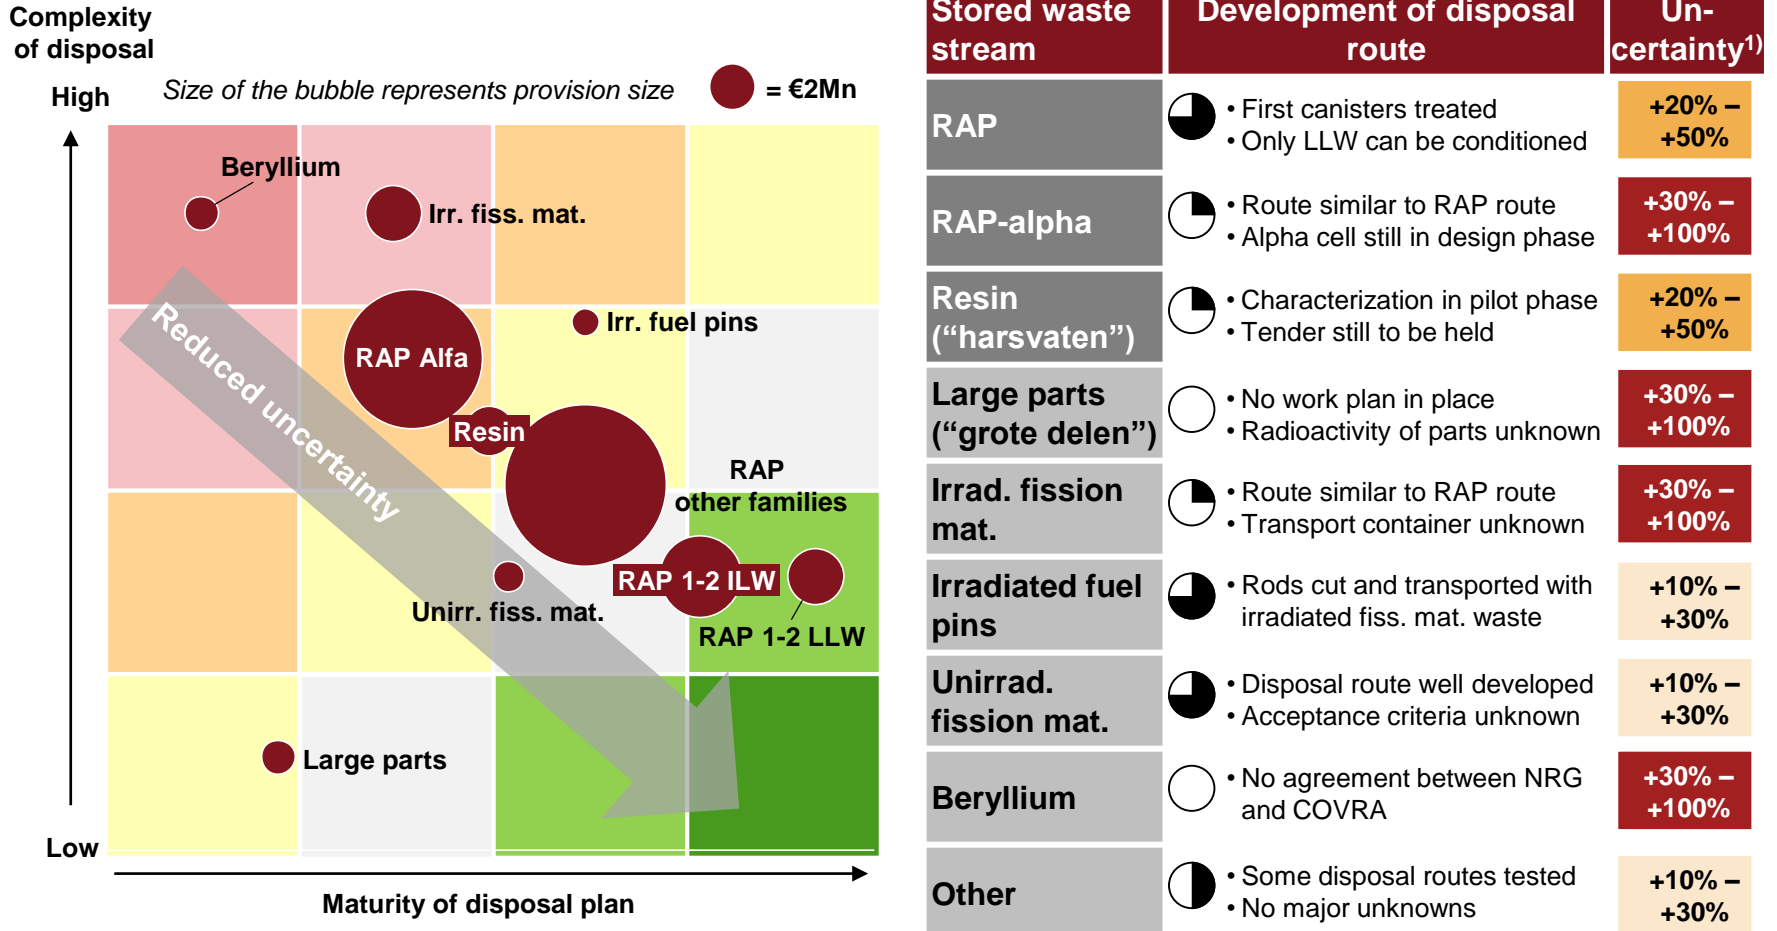 Complexity
of disposal
Size of the bubble represents provision size
= €2Mn
High
Beryllium
Irr. fiss. mat.
Irr. fuel pins
RAP Alfa
Resin
RAP
other families
RAP 1-2 ILW
RAP 1-2 LLW
Unirr. fiss. mat.
Large parts
Reduced uncertainty
Low
Maturity of disposal plan
Stored waste
stream
Development of disposal
route
Un-
certainty1)
RAP
• First canisters treated
• Only LLW can be conditioned
+20% –
+50%
RAP-alpha
• Route similar to RAP route
• Alpha cell still in design phase
+30% –
+100%
Resin
(“harsvaten”)
• Characterization in pilot phase
• Tender still to be held
+20% –
+50%
Large parts
(“grote delen”)
• No work plan in place
• Radioactivity of parts unknown
+30% –
+100%
Irrad. fission
mat.
• Route similar to RAP route
• Transport container unknown
+30% –
+100%
Irradiated fuel
pins
• Rods cut and transported with
irradiated fiss. mat. waste
+10% –
+30%
Unirrad.
fission mat.
• Disposal route well developed
• Acceptance criteria unknown
+10% –
+30%
Beryllium
• No agreement between NRG
and COVRA
+30% –
+100%
Other
• Some disposal routes tested
• No major unknowns
+10% –
+30%